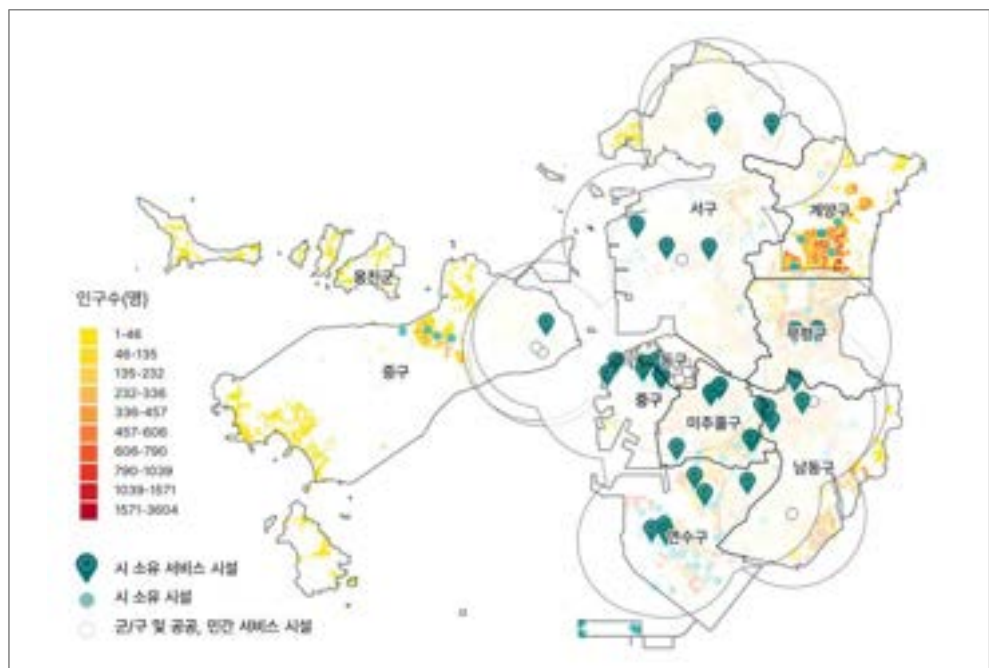 서구
계양구
옹진군
인구수(명)
1-46
46-135
135-232
232-336
336-457
457-606
606-790
790-1039
1039-1571
1571-3604
중구
부평구
동구
중구
미추홀구
남동구
연수구
시 소유 서비스 시설
시 소유 시설
군/구 및 공공, 민간 서비스 시설